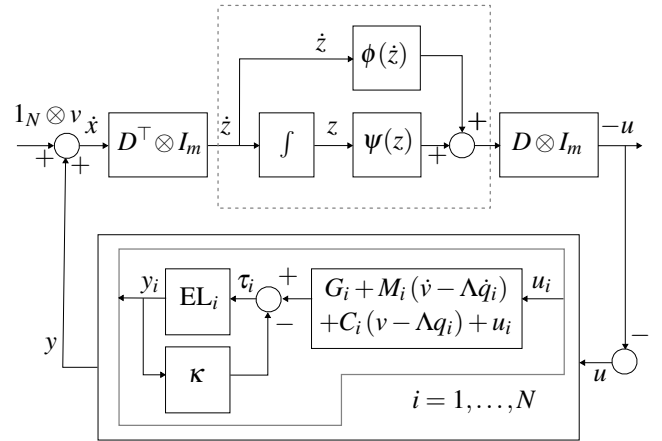 ż
ϕ(ż)
1_N ⊗ v
ẋ
+
+
D^⊤ ⊗ I_m
ż
∫
z
ψ(z)
+
+
D ⊗ I_m
−u
y_i
EL_i
τ_i
+
−
G_i + M_i(v̇ − Λq̇_i)
+C_i(v − Λq_i) + u_i
u_i
−
y
κ
u
i = 1,…,N